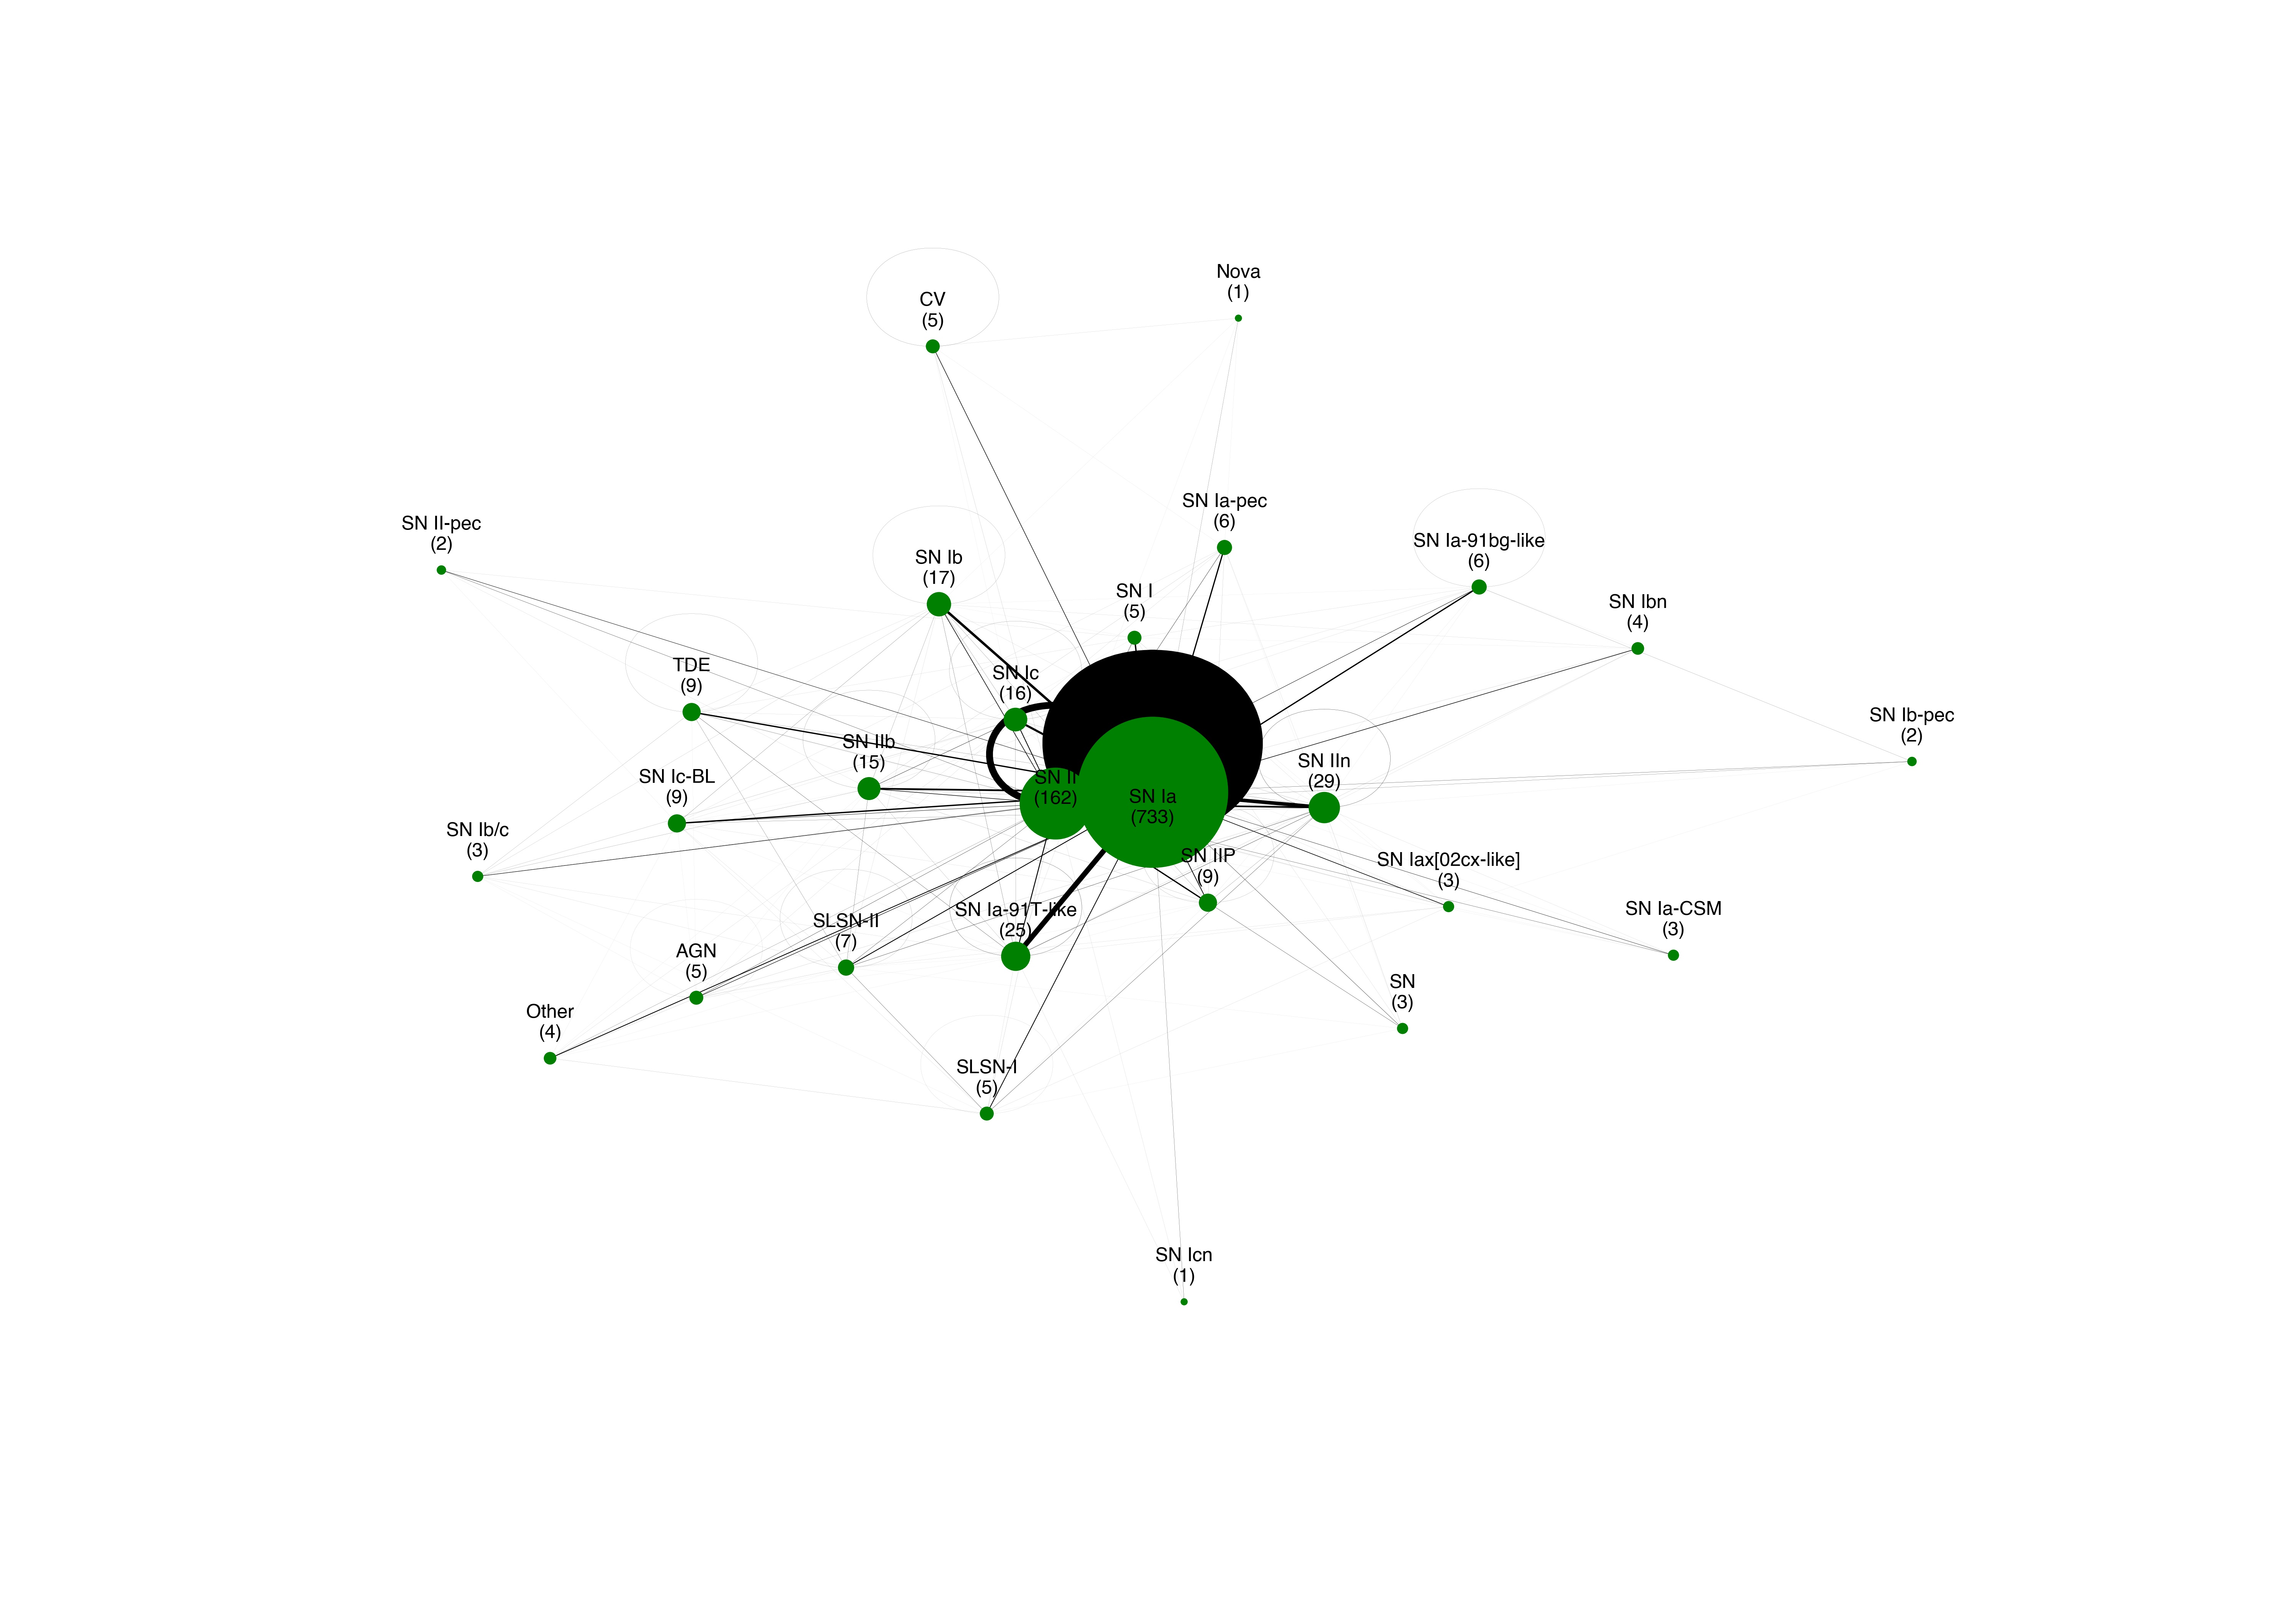 Nova
(1)
CV
(5)
SN Ia-pec
(6)
SN II-pec
(2)
SN Ia-91bg-like
(6)
SN Ib
(17)
SN I
(5)
SN Ibn
(4)
TDE
(9)
SN Ic
(16)
SN Ib-pec
(2)
SN IIb
(15)
SN IIn
(29)
SN Ic-BL
(9)
SN II
(162)
SN Ia
(733)
SN Ib/c
(3)
SN IIP
(9)
SN Iax[02cx-like]
(3)
SN Ia-91T-like
(25)
SN Ia-CSM
(3)
SLSN-II
(7)
AGN
(5)
SN
(3)
Other
(4)
SLSN-I
(5)
SN Icn
(1)